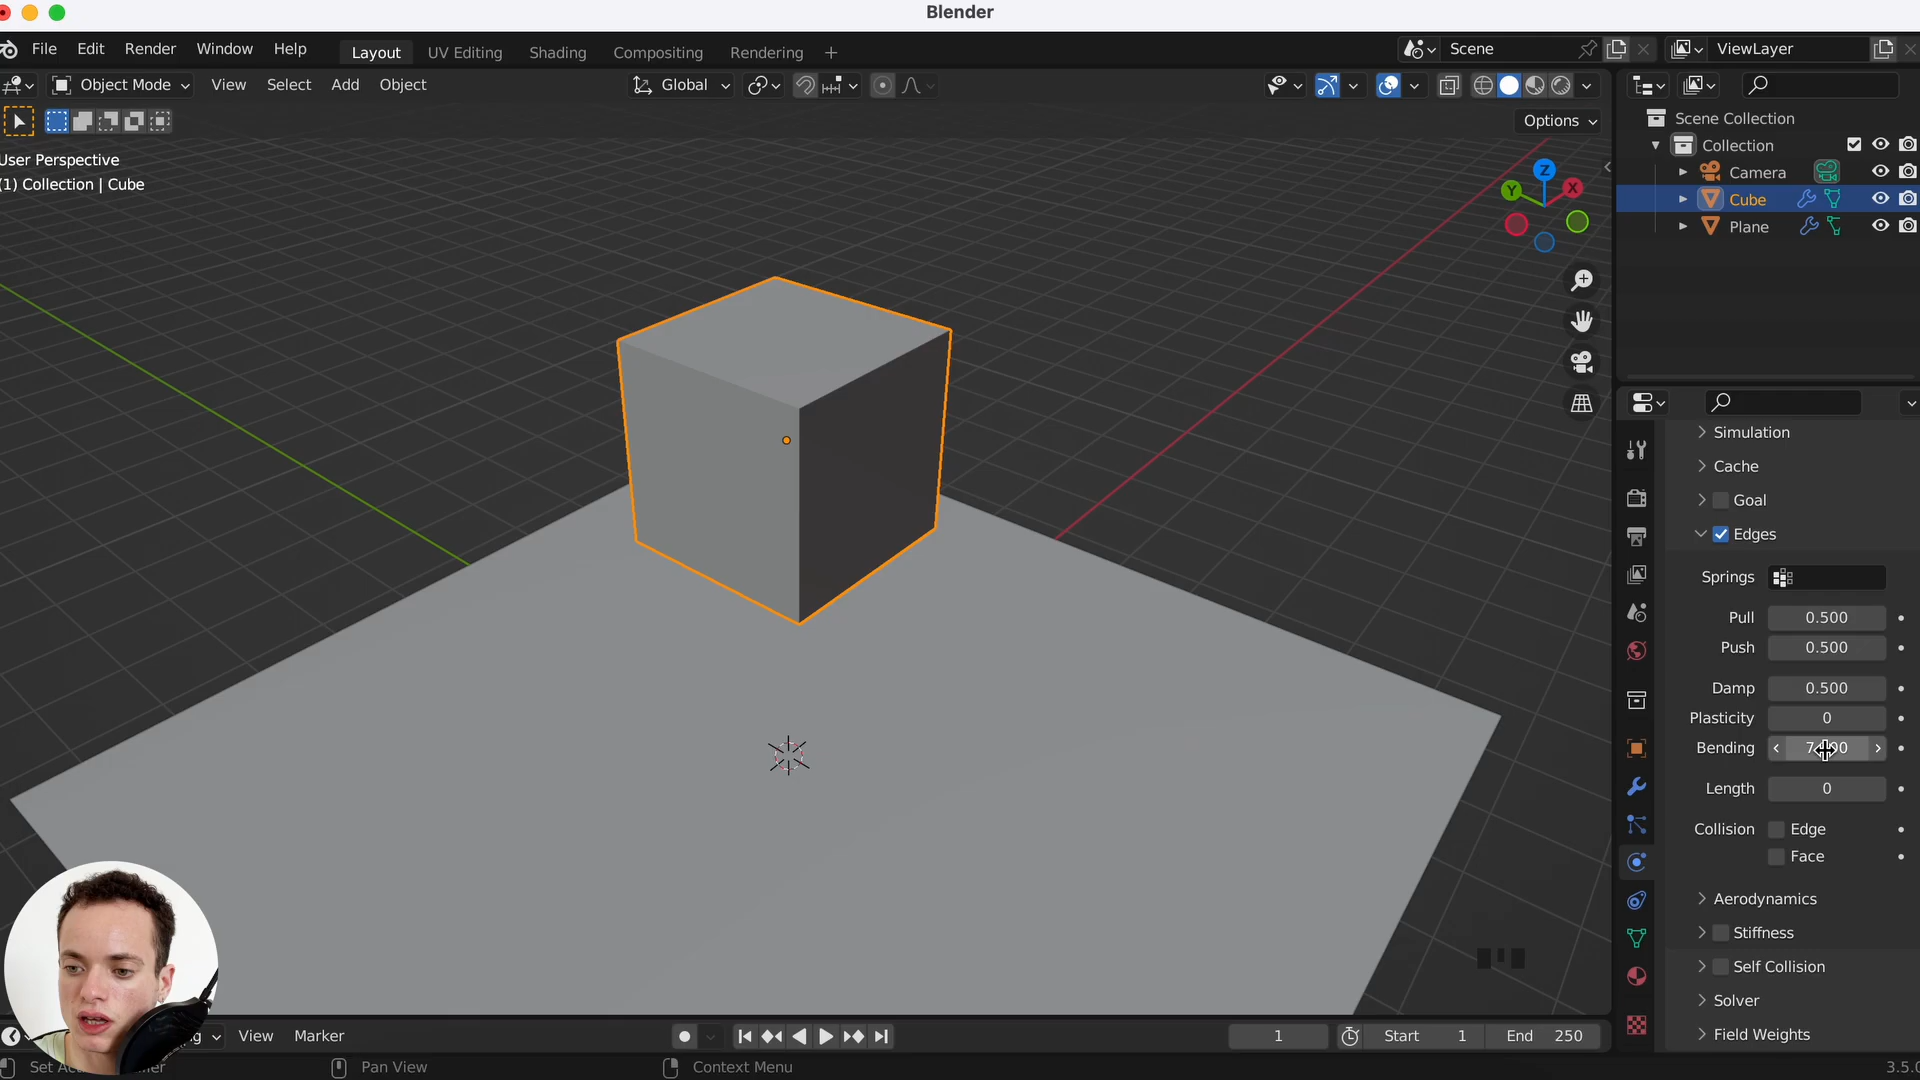 Blender
File Edit Render Window Help Layout UV Editing Shading Compositing Rendering + Scene ViewLayer
Object Mode View Select Add Object Global
Options
User Perspective
(1) Collection | Cube
Z
Y
X
Scene Collection
Collection
Camera
Cube
Plane
Simulation
Cache
Goal
Edges
Springs
Pull 0.500
Push 0.500
Damp 0.500
Plasticity 0
Bending
Length 0
Collision Edge
Face
Aerodynamics
Stiffness
Self Collision
Solver
Field Weights
View Marker 1 Start 1 End 250
Pan View Context Menu